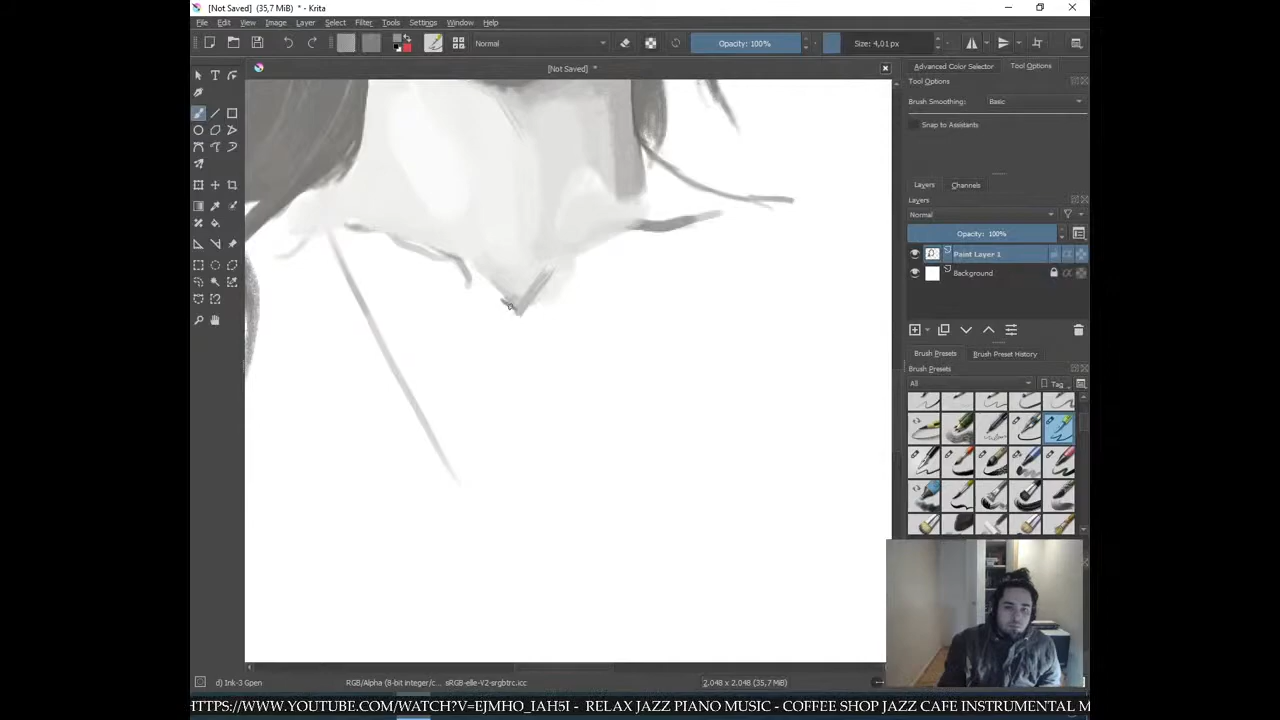 [Not Saved] (35,7 MiB) * - Krita
File Edit View Image Layer Select Filter Tools Settings Window Help
Normal
Opacity: 100%
Size: 4,01 px
[Not Saved] *
Advanced Color Selector
Tool Options
Tool Options
Brush Smoothing: Basic
Snap to Assistants
Layers Channels
Layers
Normal
Opacity: 100%
Paint Layer 1
Background
Brush Presets Brush Preset History
Brush Presets
All
Tag
d) Ink-3 Gpen
RGB/Alpha (8-bit integer/c... sRGB-elle-V2-srgbtrc.icc
2.048 x 2.048 (35,7 MiB)
HTTPS://WWW.YOUTUBE.COM/WATCH?V=EJMHO_IAH5I - RELAX JAZZ PIANO MUSIC - COFFEE SHOP JAZZ CAFE INSTRUMENTAL M